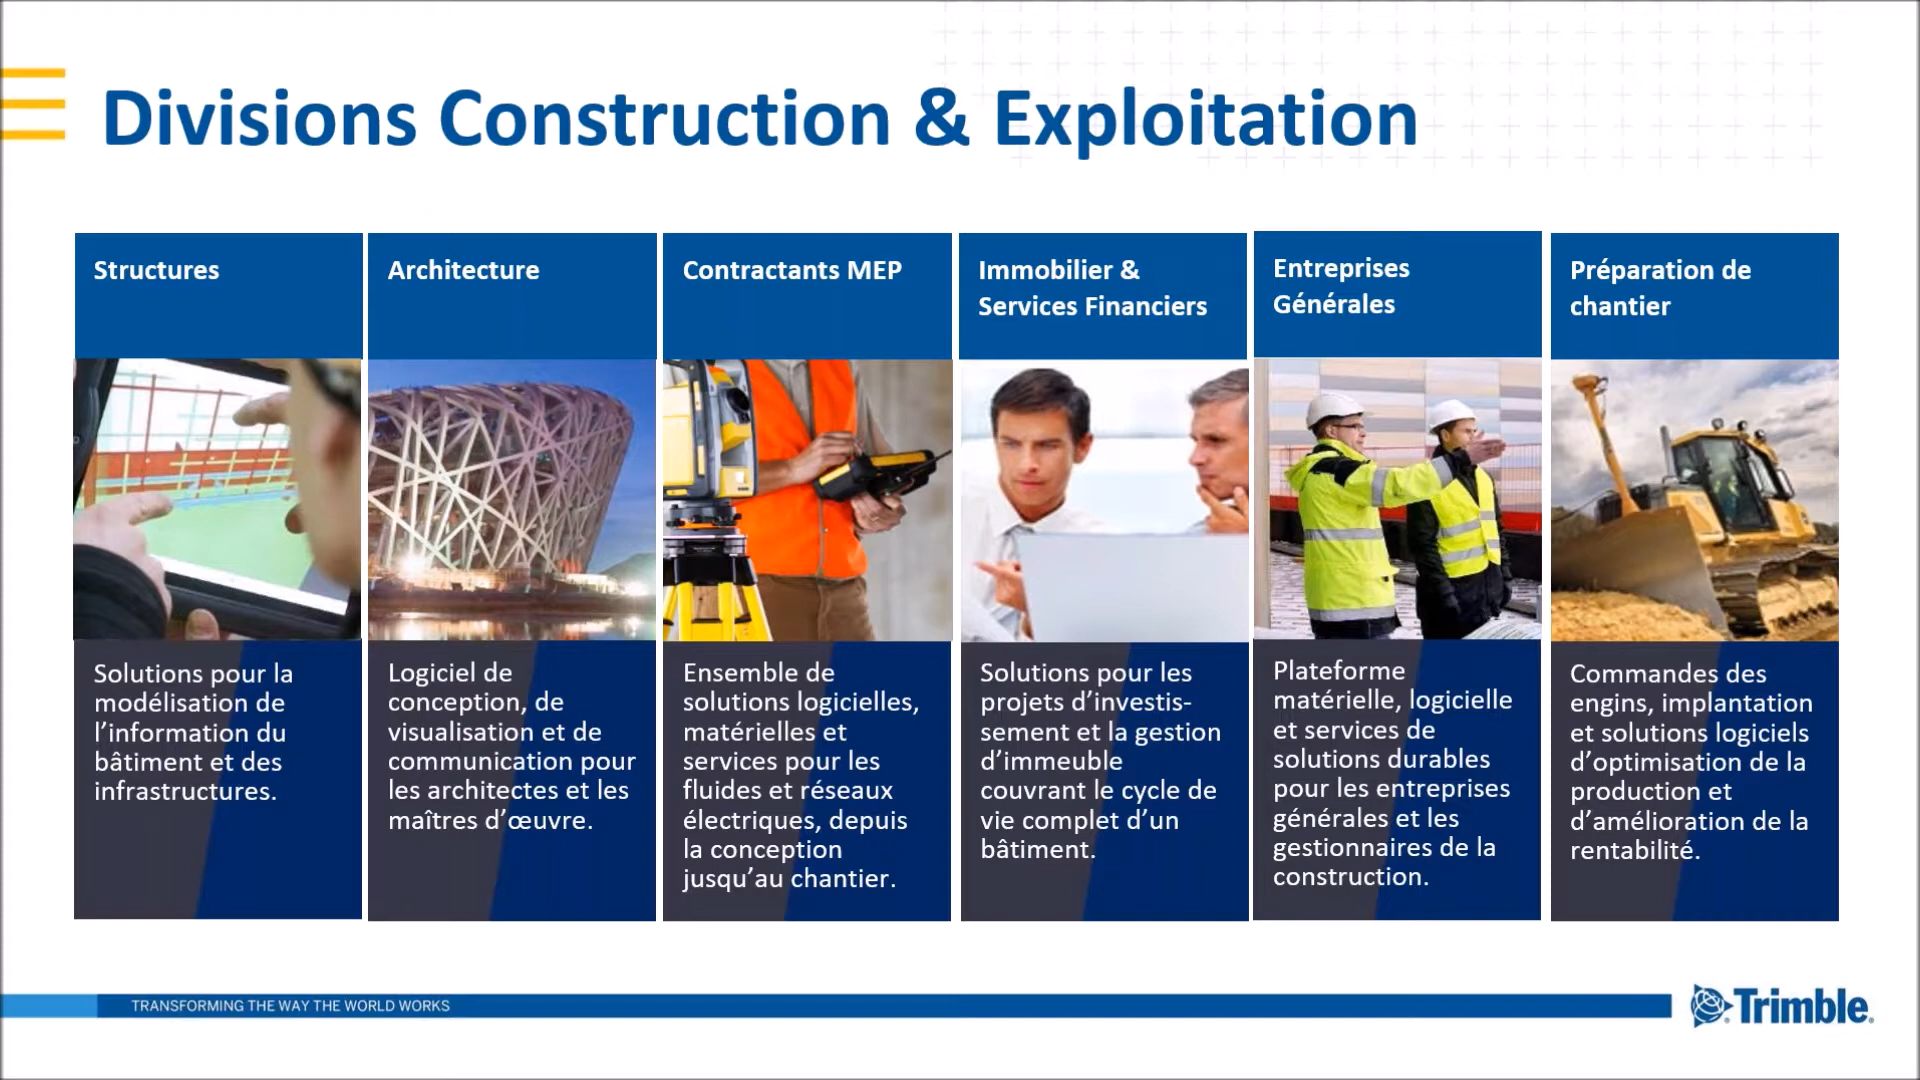 Divisions Construction & Exploitation
Structures
Solutions pour la
modélisation de
l’information du
bâtiment et des
infrastructures.
Architecture
Logiciel de
conception, de
visualisation et de
communication pour
les architectes et les
maîtres d’œuvre.
Contractants MEP
Ensemble de
solutions logicielles,
matérielles et
services pour les
fluides et réseaux
électriques, depuis
la conception
jusqu’au chantier.
Immobilier &
Services Financiers
Solutions pour les
projets d’investis-
sement et la gestion
d’immeuble
couvrant le cycle de
vie complet d’un
bâtiment.
Entreprises
Générales
Plateforme
matérielle, logicielle
et services de
solutions durables
pour les entreprises
générales et les
gestionnaires de la
construction.
Préparation de
chantier
Commandes des
engins, implantation
et solutions logiciels
d’optimisation de la
production et
d’amélioration de la
rentabilité.
TRANSFORMING THE WAY THE WORLD WORKS
Trimble